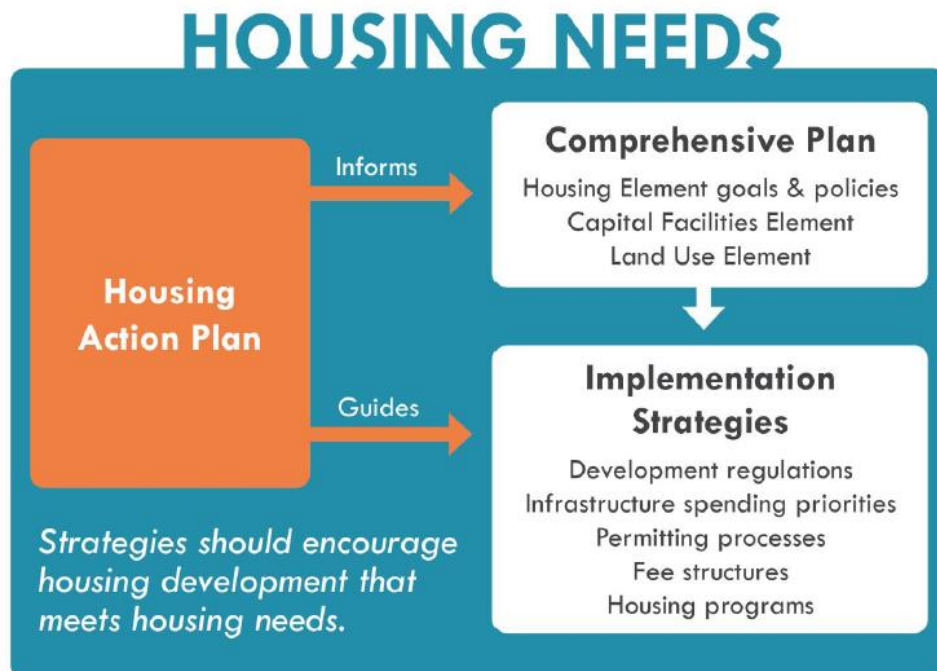 HOUSING NEEDS
Housing
Action Plan
Informs
Comprehensive Plan
Housing Element goals & policies
Capital Facilities Element
Land Use Element
Guides
Implementation
Strategies
Development regulations
Infrastructure spending priorities
Permitting processes
Fee structures
Housing programs
Strategies should encourage
housing development that
meets housing needs.